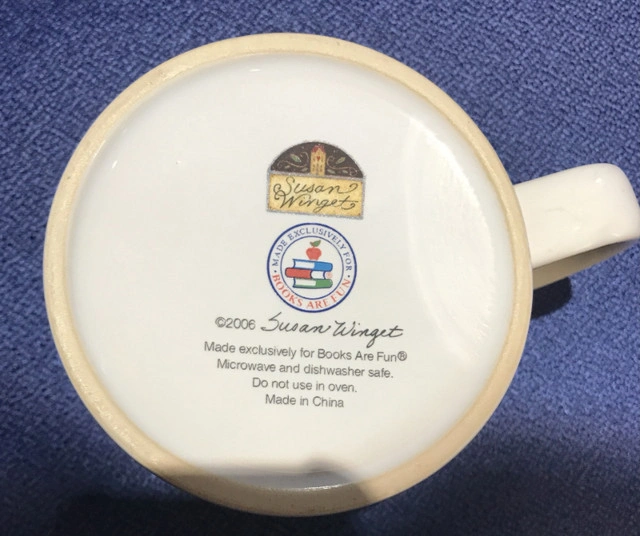 Susan
Winget
MADE EXCLUSIVELY FOR
BOOKS ARE FUN
©2006 Susan Winget
Made exclusively for Books Are Fun®
Microwave and dishwasher safe.
Do not use in oven.
Made in China